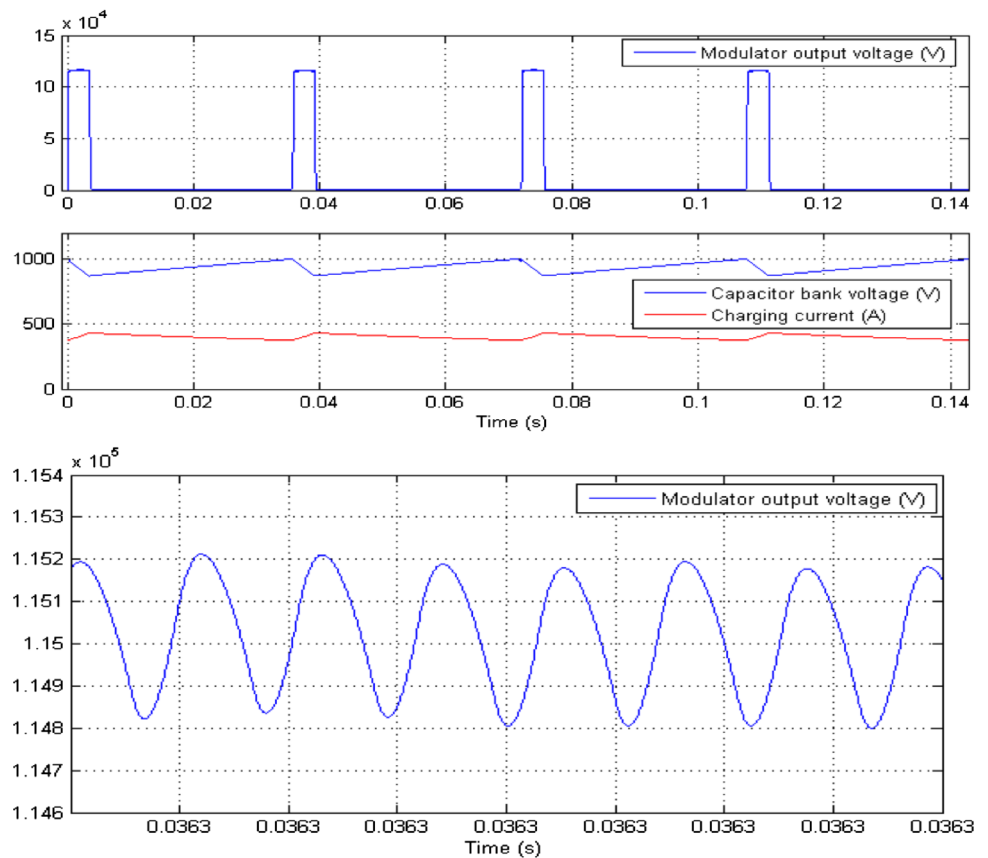 x 10⁴
15
10
5
0
Modulator output voltage (V)
0 0.02 0.04 0.06 0.08 0.1 0.12 0.14
1000
500
0
Capacitor bank voltage (V)
Charging current (A)
0 0.02 0.04 0.06 0.08 0.1 0.12 0.14
Time (s)
x 10⁵
1.154
1.153
1.152
1.151
1.15
1.149
1.148
1.147
1.146
Modulator output voltage (V)
0.0363 0.0363 0.0363 0.0363 0.0363 0.0363 0.0363 0.0363
Time (s)